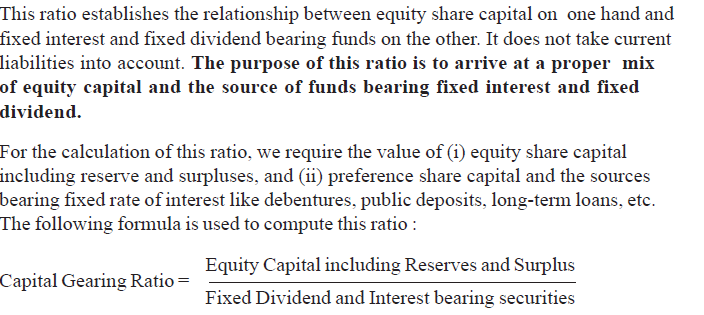 This ratio establishes the relationship between equity share capital on one hand and
fixed interest and fixed dividend bearing funds on the other. It does not take current
liabilities into account. The purpose of this ratio is to arrive at a proper mix
of equity capital and the source of funds bearing fixed interest and fixed
dividend.
For the calculation of this ratio, we require the value of (i) equity share capital
including reserve and surpluses, and (ii) preference share capital and the sources
bearing fixed rate of interest like debentures, public deposits, long-term loans, etc.
The following formula is used to compute this ratio :
Capital Gearing Ratio =
Equity Capital including Reserves and Surplus
Fixed Dividend and Interest bearing securities